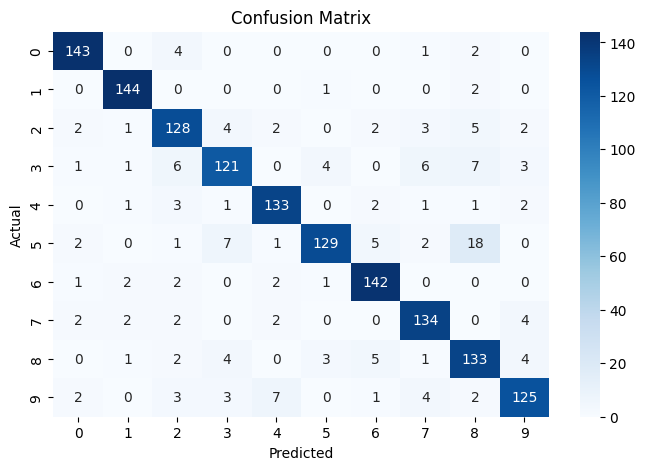 Confusion Matrix
0 143 0 4 0 0 0 0 1 2 0
1 0 144 0 0 0 1 0 0 2 0
2 2 1 128 4 2 0 2 3 5 2
3 1 1 6 121 0 4 0 6 7 3
4 0 1 3 1 133 0 2 1 1 2
5 2 0 1 7 1 129 5 2 18 0
6 1 2 2 0 2 1 142 0 0 0
7 2 2 2 0 2 0 0 134 0 4
8 0 1 2 4 0 3 5 1 133 4
9 2 0 3 3 7 0 1 4 2 125
0 1 2 3 4 5 6 7 8 9
Predicted
Actual
140
120
100
80
60
40
20
0